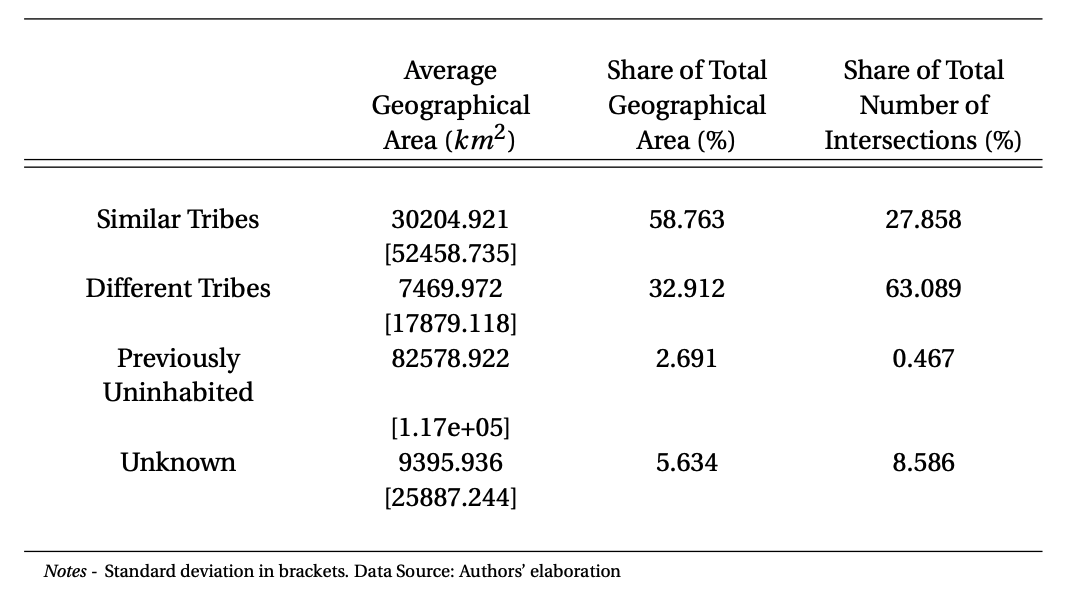 Average Share of Total Share of Total
Geographical Geographical Number of
Area (km²) Area (%) Intersections (%)
Similar Tribes 30204.921 58.763 27.858
[52458.735]
Different Tribes 7469.972 32.912 63.089
[17879.118]
Previously 82578.922 2.691 0.467
Uninhabited
[1.17e+05]
Unknown 9395.936 5.634 8.586
[25887.244]
Notes - Standard deviation in brackets. Data Source: Authors’ elaboration